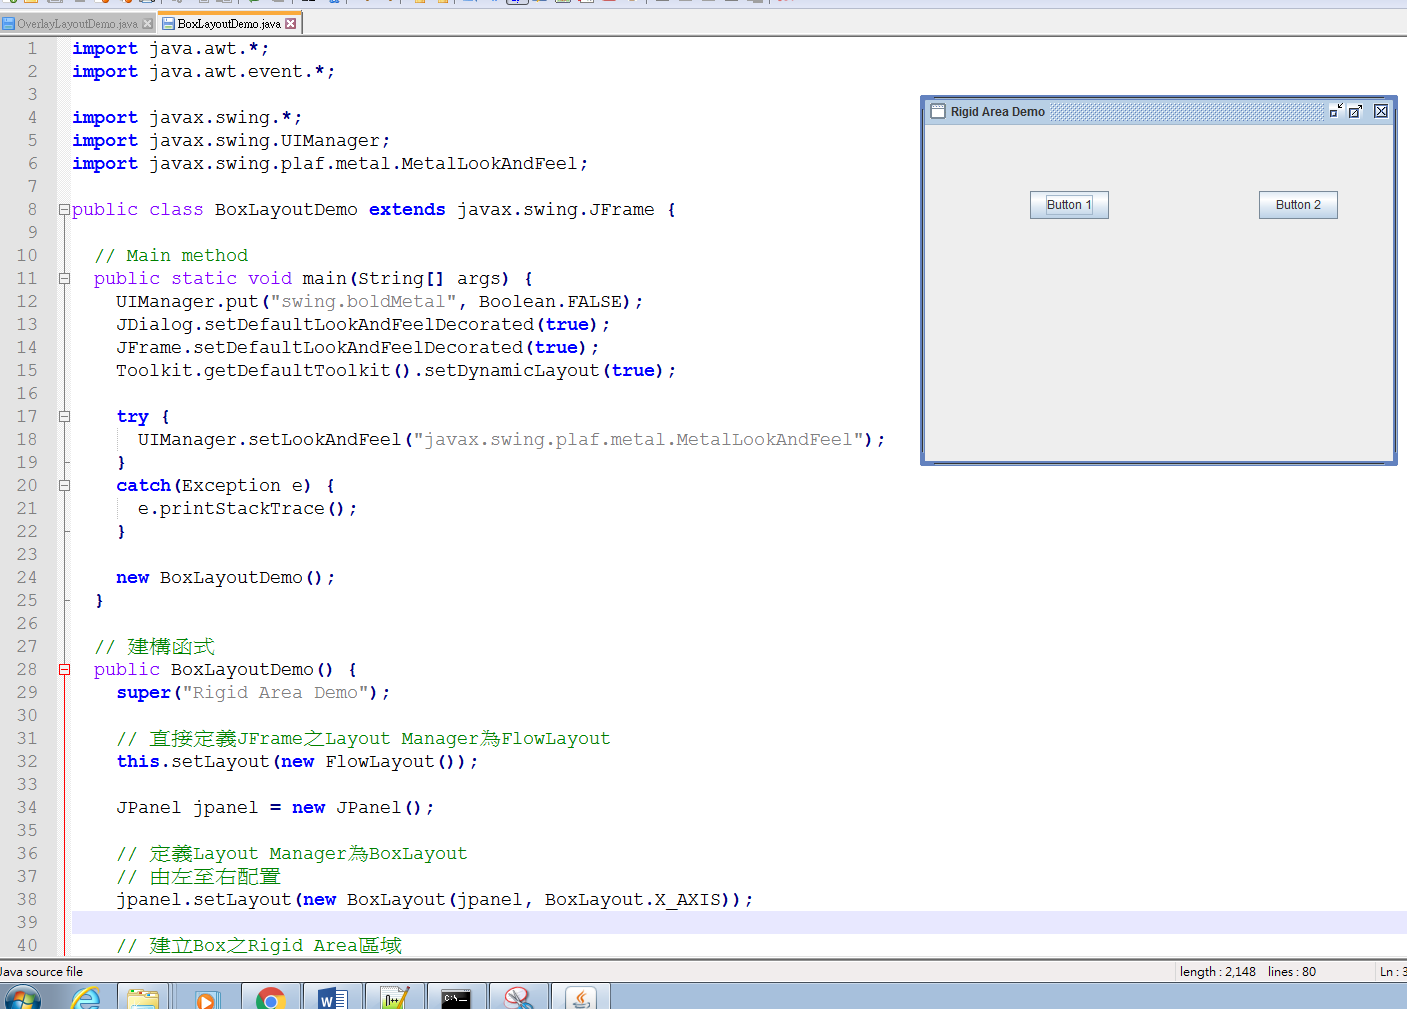 OverlayLayoutDemo.java BoxLayoutDemo.java
1 import java.awt.*;
2 import java.awt.event.*;
3
4 import javax.swing.*;
5 import javax.swing.UIManager;
6 import javax.swing.plaf.metal.MetalLookAndFeel;
7
8 public class BoxLayoutDemo extends javax.swing.JFrame {
9
10 // Main method
11 public static void main(String[] args) {
12 UIManager.put("swing.boldMetal", Boolean.FALSE);
13 JDialog.setDefaultLookAndFeelDecorated(true);
14 JFrame.setDefaultLookAndFeelDecorated(true);
15 Toolkit.getDefaultToolkit().setDynamicLayout(true);
16
17 try {
18 UIManager.setLookAndFeel("javax.swing.plaf.metal.MetalLookAndFeel");
19 }
20 catch(Exception e) {
21 e.printStackTrace();
22 }
23
24 new BoxLayoutDemo();
25 }
26
27 // 建構函式
28 public BoxLayoutDemo() {
29 super("Rigid Area Demo");
30
31 // 直接定義JFrame之Layout Manager為FlowLayout
32 this.setLayout(new FlowLayout());
33
34 JPanel jpanel = new JPanel();
35
36 // 定義Layout Manager為BoxLayout
37 // 由左至右配置
38 jpanel.setLayout(new BoxLayout(jpanel, BoxLayout.X_AXIS));
39
40 // 建立Box之Rigid Area區域
Rigid Area Demo
Button 1 Button 2
Java source file length : 2,148 lines : 80 Ln : 3